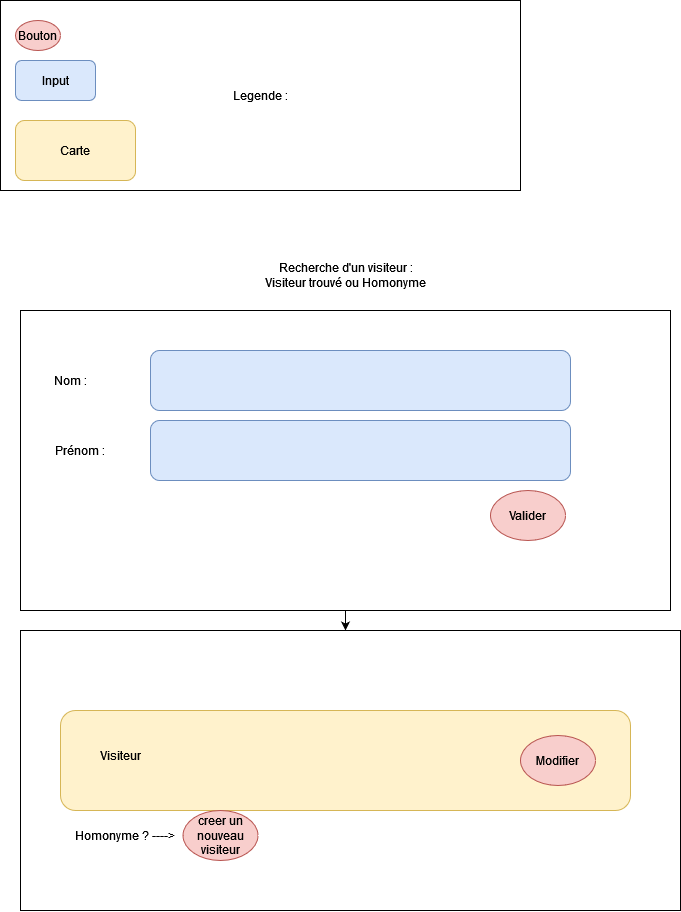 Bouton
Input
Legende :
Carte
Recherche d'un visiteur :
Visiteur trouvé ou Homonyme
Nom :
Prénom :
Valider
Visiteur
Modifier
Homonyme ? ---->
creer un
nouveau
visiteur